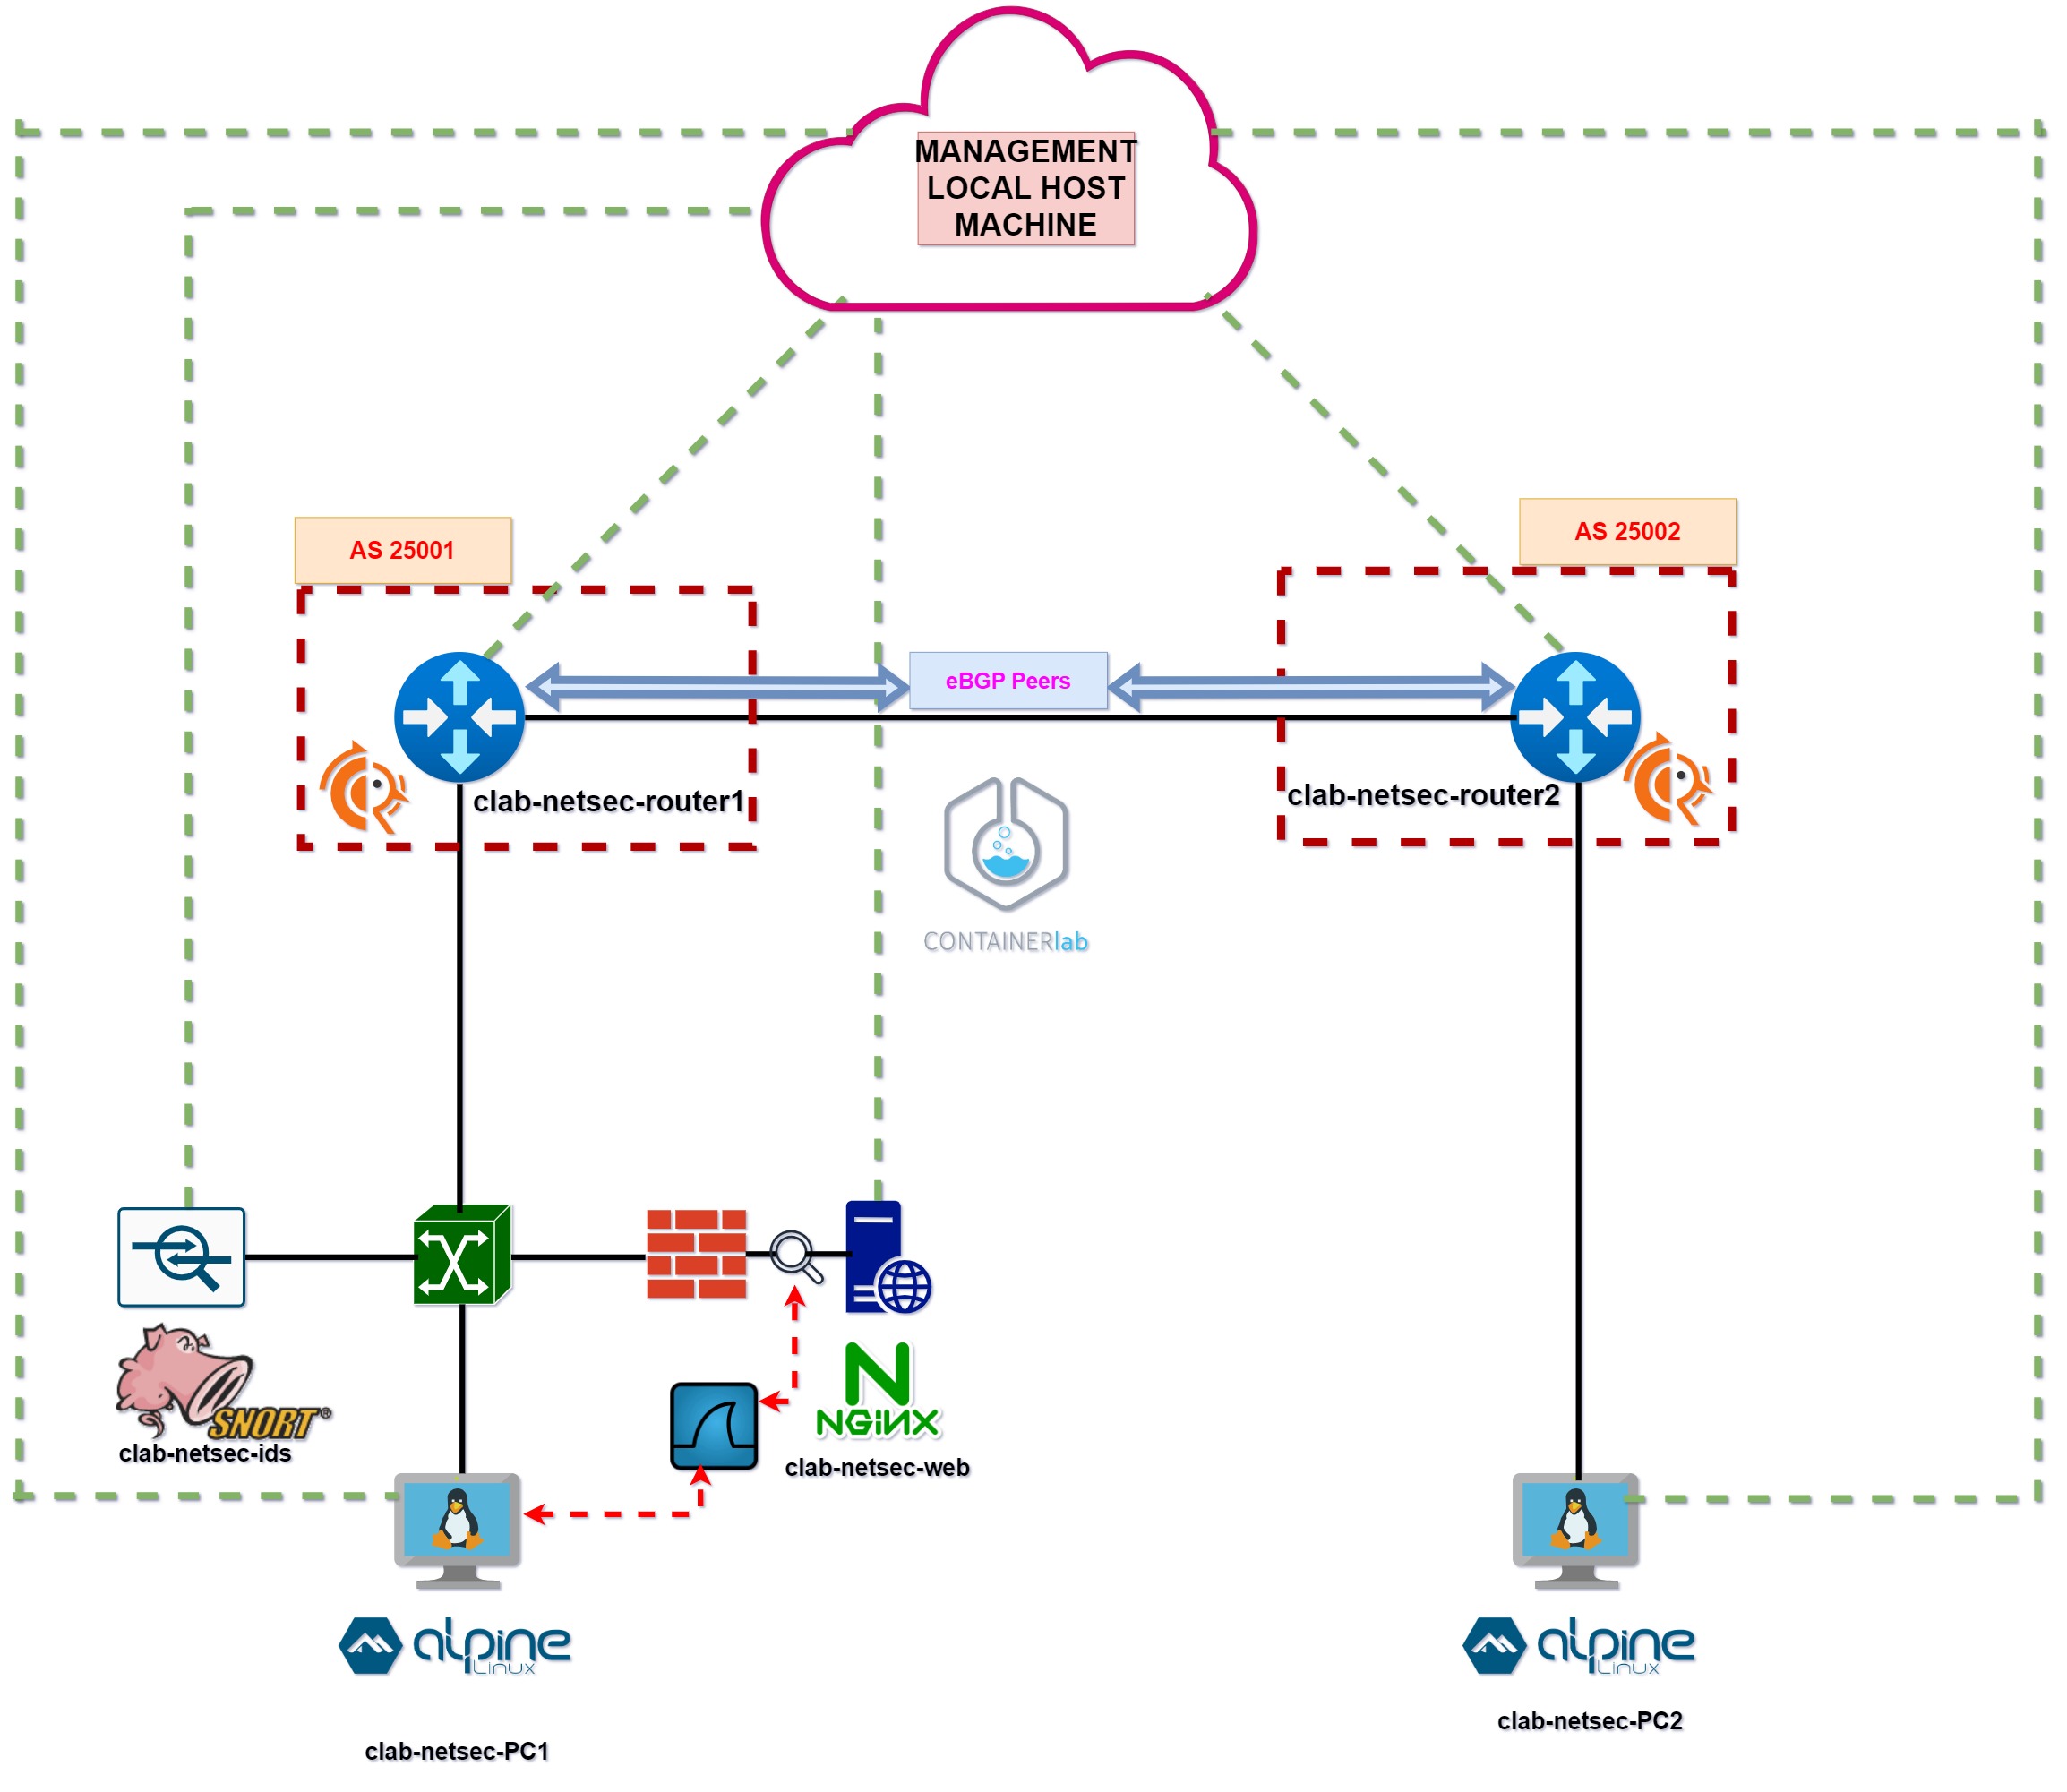 MANAGEMENT
LOCAL HOST
MACHINE
AS 25001
AS 25002
eBGP Peers
clab-netsec-router1
clab-netsec-router2
CONTAINERlab
SNORT®
clab-netsec-ids
NGiNX
clab-netsec-web
alpine
Linux
alpine
Linux
clab-netsec-PC1
clab-netsec-PC2